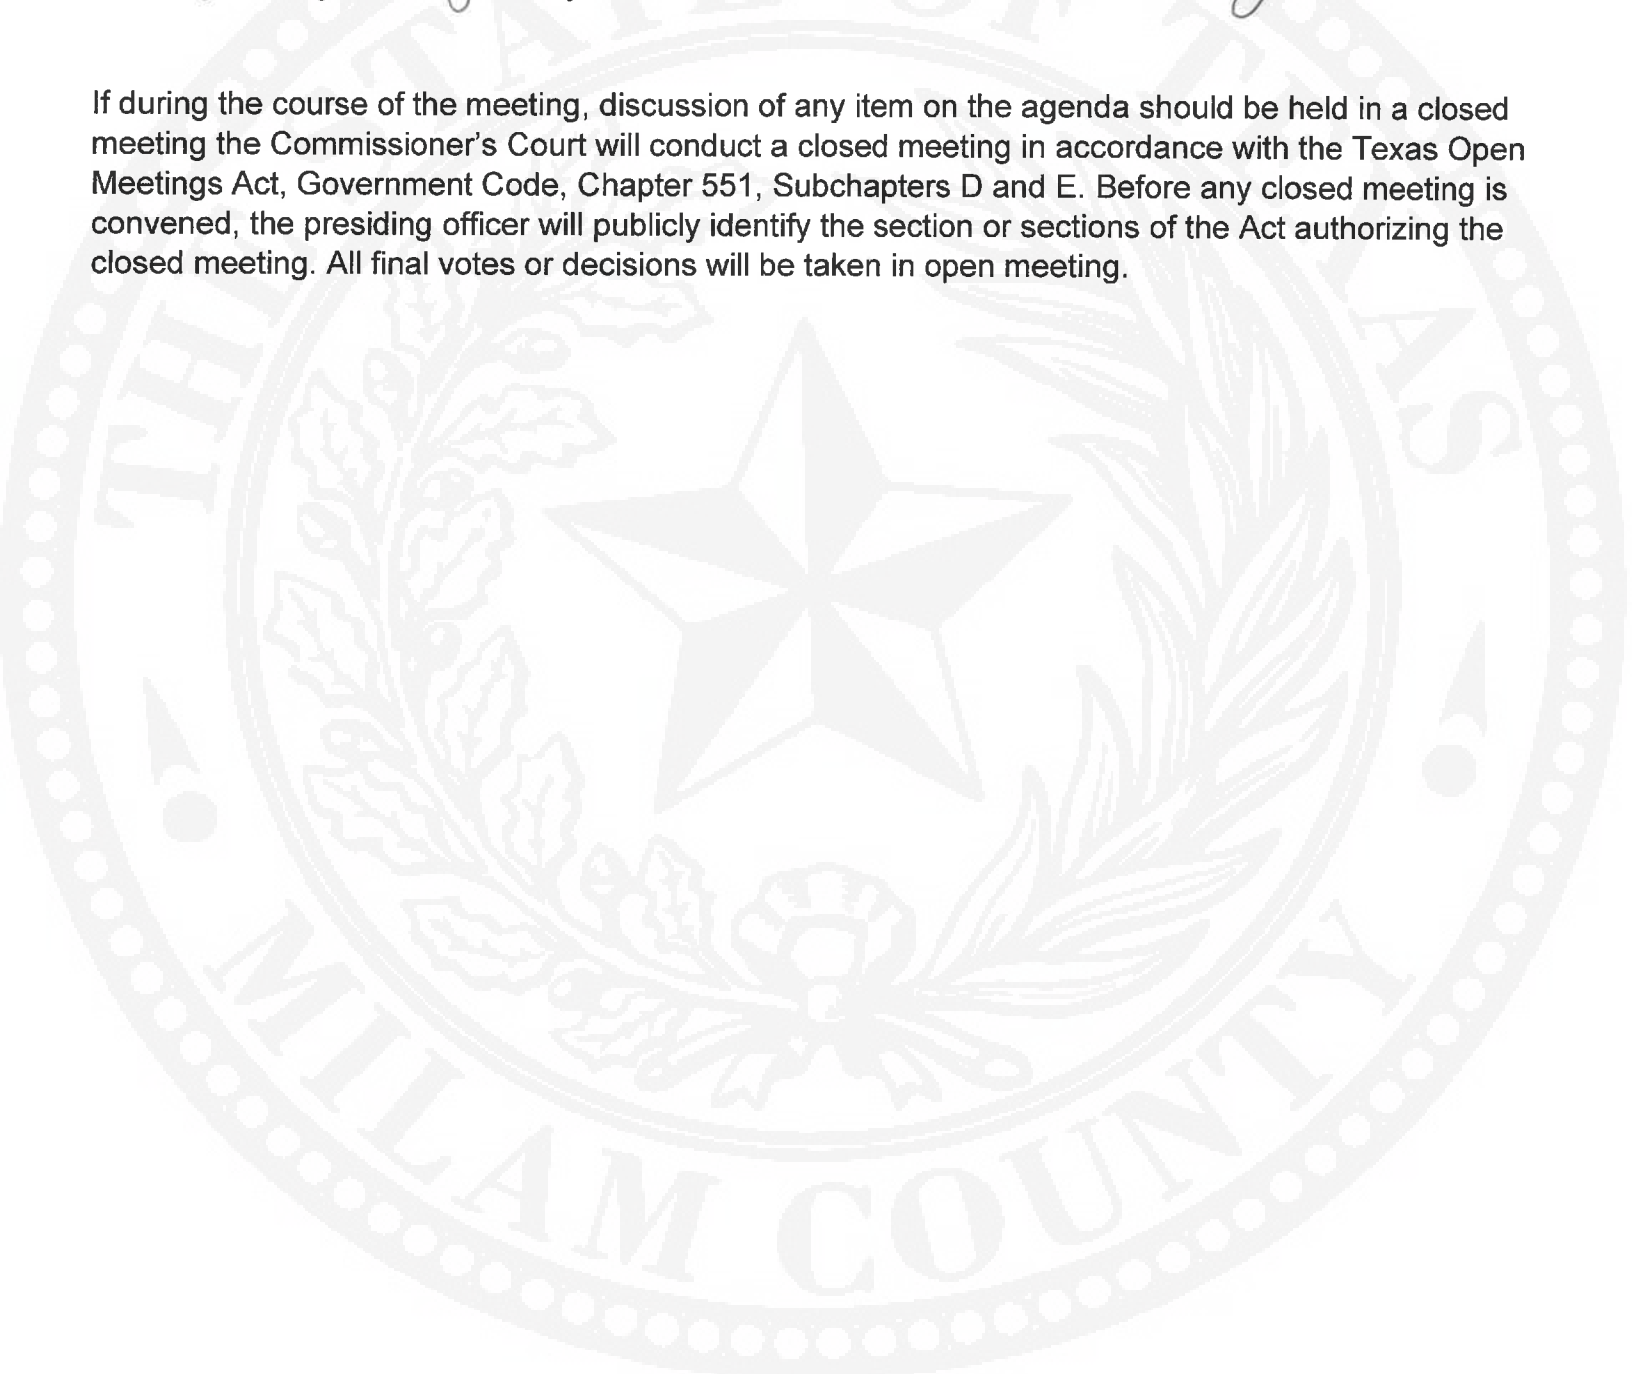 If during the course of the meeting, discussion of any item on the agenda should be held in a closed
meeting the Commissioner's Court will conduct a closed meeting in accordance with the Texas Open
Meetings Act, Government Code, Chapter 551, Subchapters D and E. Before any closed meeting is
convened, the presiding officer will publicly identify the section or sections of the Act authorizing the
closed meeting. All final votes or decisions will be taken in open meeting.
THE STATE OF TEXAS
MILAM COUNTY